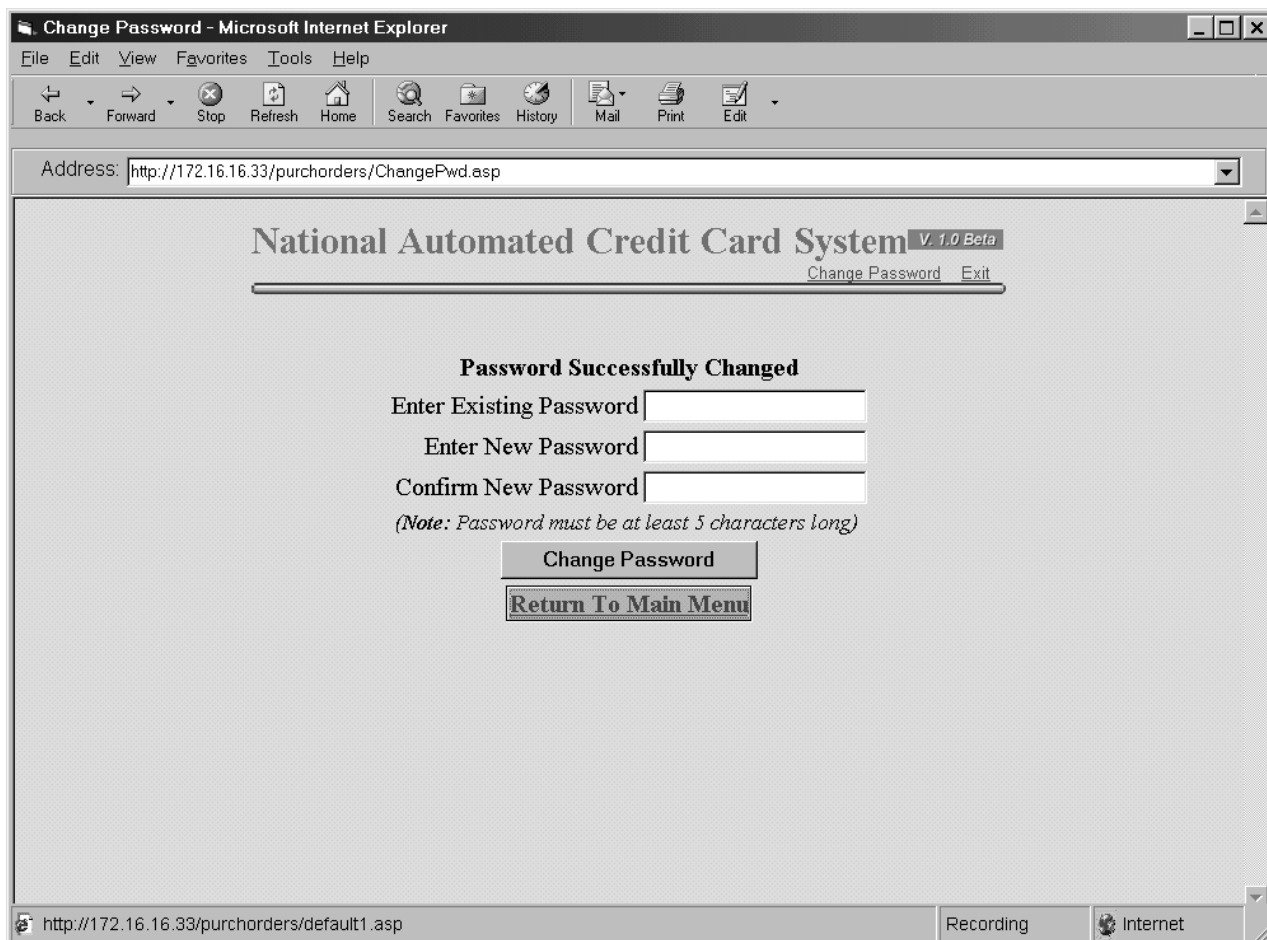 Change Password - Microsoft Internet Explorer
File Edit View Favorites Tools Help
Back Forward Stop Refresh Home Search Favorites History Mail Print Edit
Address: http://172.16.16.33/purchorders/ChangePwd.asp
National Automated Credit Card System V. 1.0 Beta
Change Password Exit
Password Successfully Changed
Enter Existing Password
Enter New Password
Confirm New Password
(Note: Password must be at least 5 characters long)
Change Password
Return To Main Menu
http://172.16.16.33/purchorders/default1.asp Recording Internet